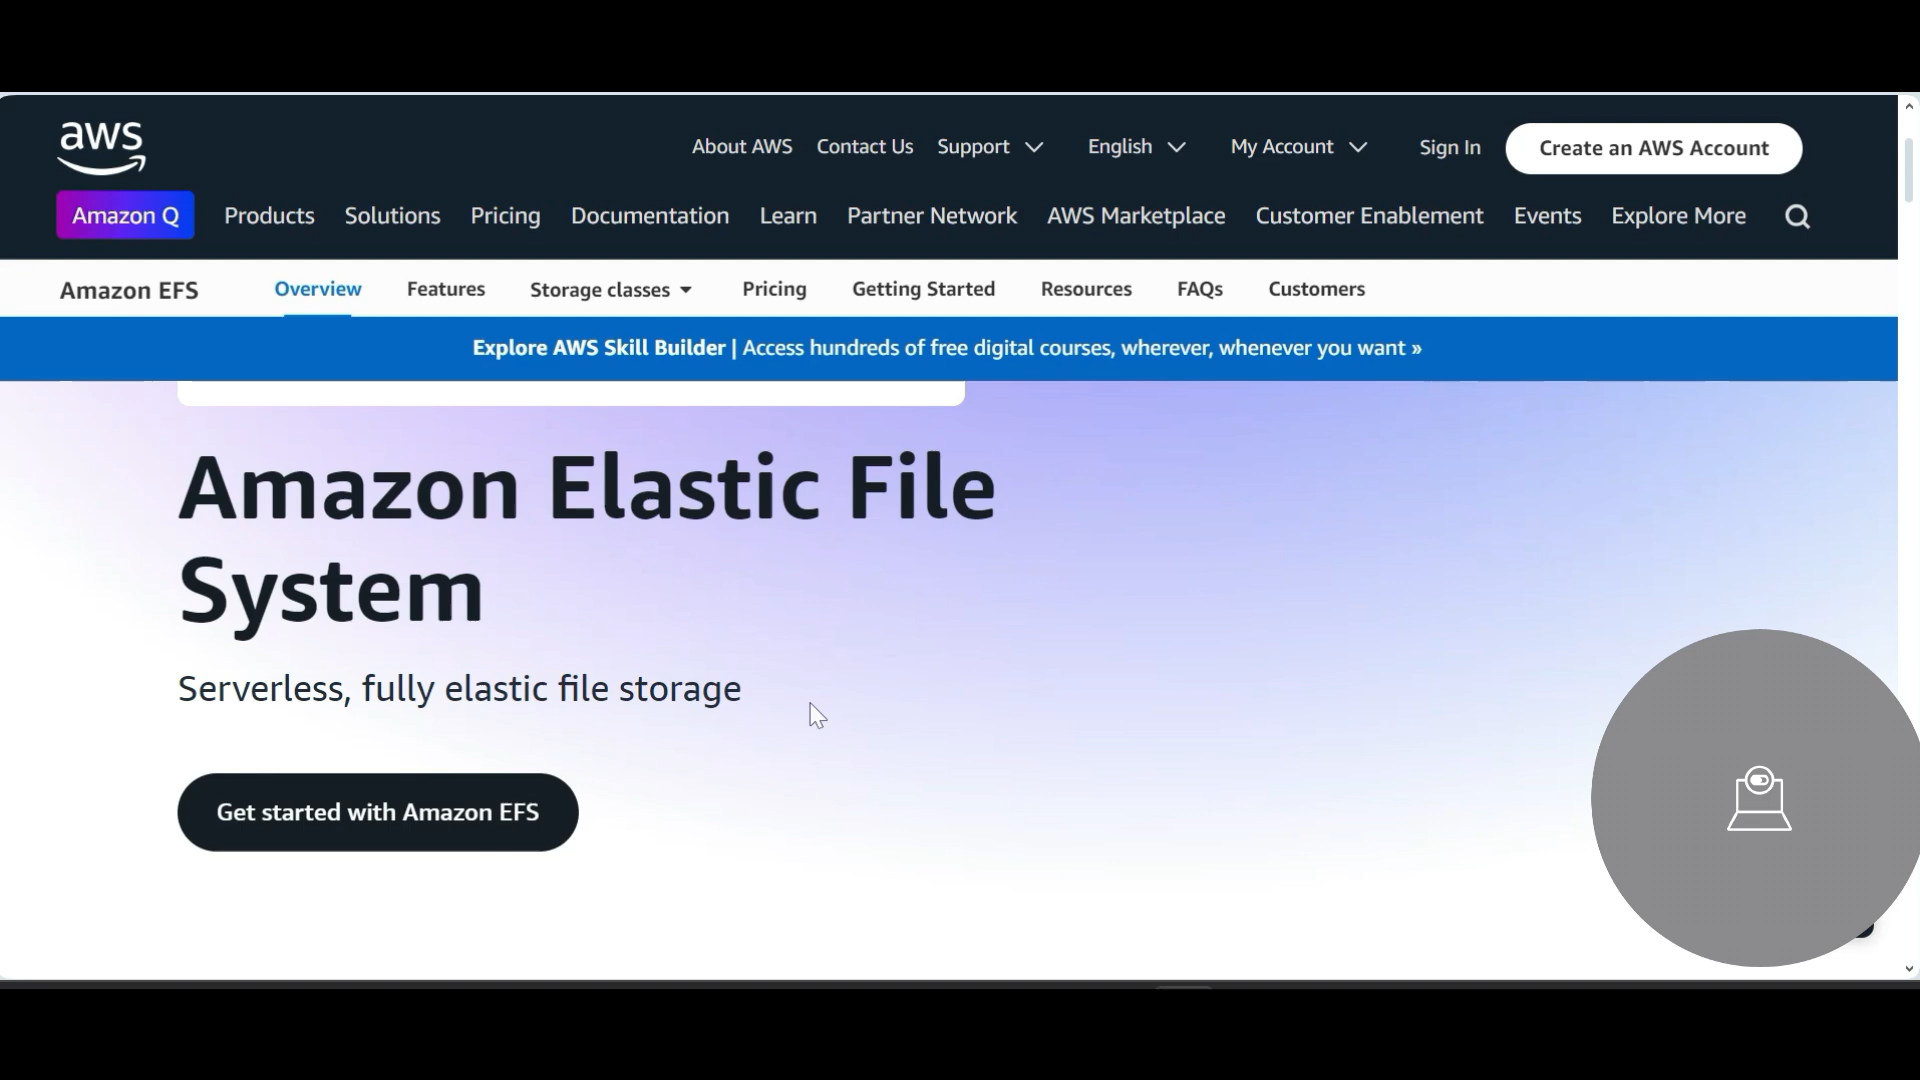 aws
About AWS Contact Us Support English My Account Sign In Create an AWS Account
Amazon Q Products Solutions Pricing Documentation Learn Partner Network AWS Marketplace Customer Enablement Events Explore More
Amazon EFS Overview Features Storage classes Pricing Getting Started Resources FAQs Customers
Explore AWS Skill Builder | Access hundreds of free digital courses, wherever, whenever you want »
Amazon Elastic File
System
Serverless, fully elastic file storage
Get started with Amazon EFS